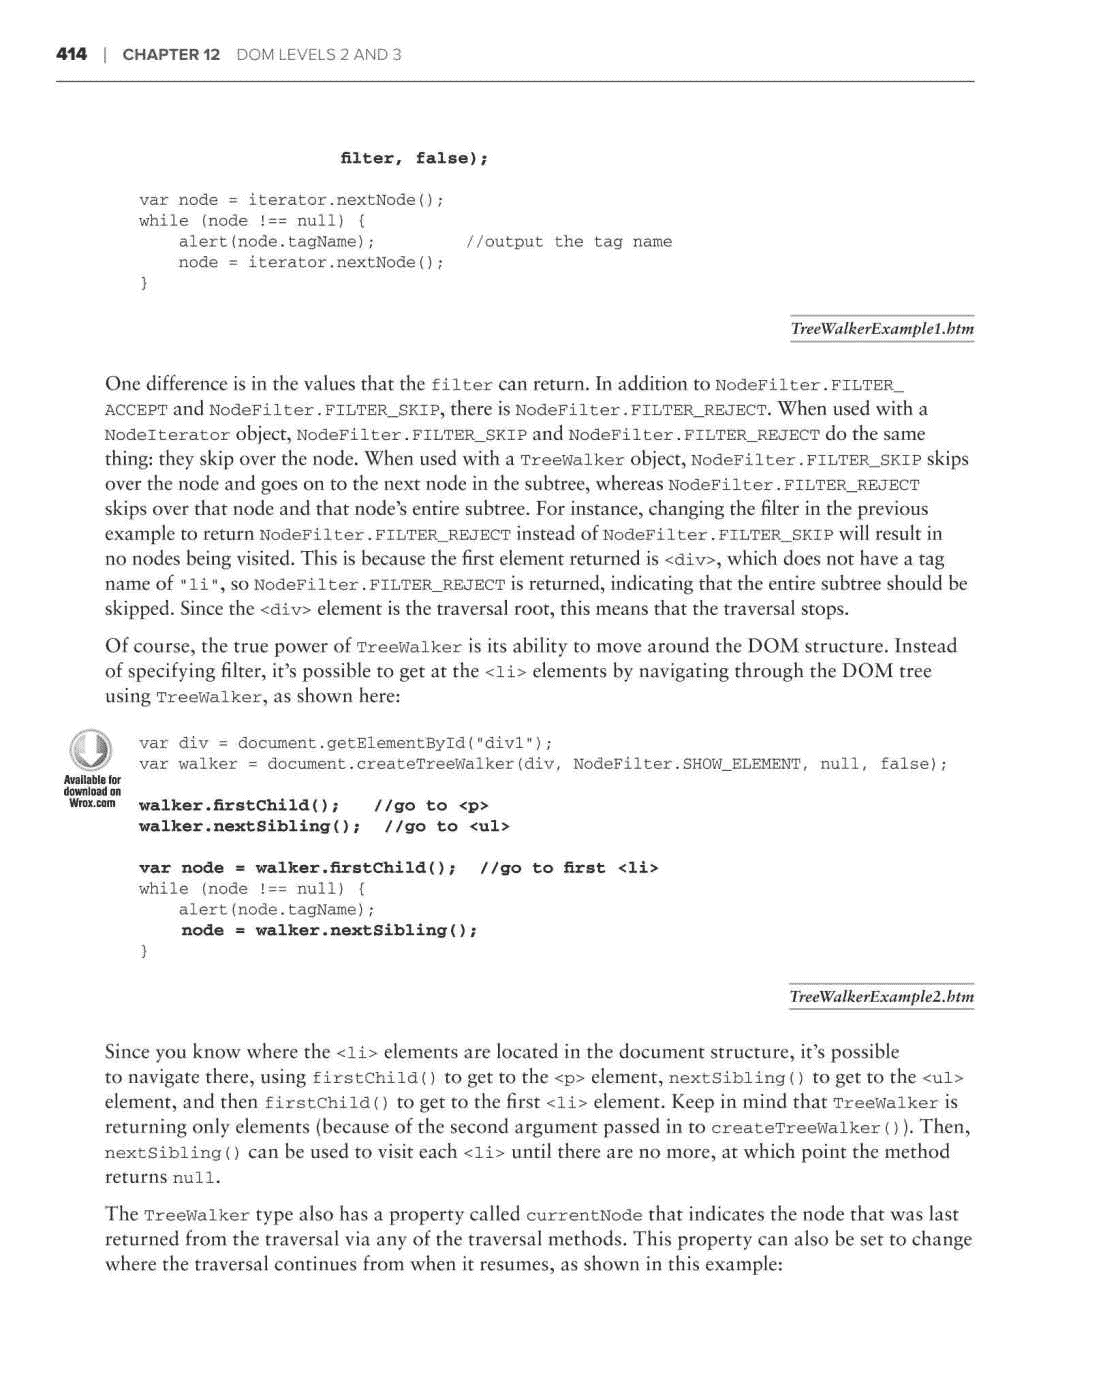 414 | CHAPTER 12 DOM LEVELS 2 AND 3
filter, false);
var node = iterator.nextNode();
while (node !== null) {
    alert(node.tagName);         //output the tag name
    node = iterator.nextNode();
}
TreeWalkerExample1.htm
One difference is in the values that the filter can return. In addition to NodeFilter.FILTER_
ACCEPT and NodeFilter.FILTER_SKIP, there is NodeFilter.FILTER_REJECT. When used with a
NodeIterator object, NodeFilter.FILTER_SKIP and NodeFilter.FILTER_REJECT do the same
thing: they skip over the node. When used with a TreeWalker object, NodeFilter.FILTER_SKIP skips
over the node and goes on to the next node in the subtree, whereas NodeFilter.FILTER_REJECT
skips over that node and that node’s entire subtree. For instance, changing the filter in the previous
example to return NodeFilter.FILTER_REJECT instead of NodeFilter.FILTER_SKIP will result in
no nodes being visited. This is because the first element returned is <div>, which does not have a tag
name of "li", so NodeFilter.FILTER_REJECT is returned, indicating that the entire subtree should be
skipped. Since the <div> element is the traversal root, this means that the traversal stops.
Of course, the true power of TreeWalker is its ability to move around the DOM structure. Instead
of specifying filter, it’s possible to get at the <li> elements by navigating through the DOM tree
using TreeWalker, as shown here:
Available for
download on
Wrox.com
var div = document.getElementById("div1");
var walker = document.createTreeWalker(div, NodeFilter.SHOW_ELEMENT, null, false);
walker.firstChild();   //go to <p>
walker.nextSibling();  //go to <ul>
var node = walker.firstChild();  //go to first <li>
while (node !== null) {
    alert(node.tagName);
    node = walker.nextSibling();
}
TreeWalkerExample2.htm
Since you know where the <li> elements are located in the document structure, it’s possible
to navigate there, using firstChild() to get to the <p> element, nextSibling() to get to the <ul>
element, and then firstChild() to get to the first <li> element. Keep in mind that TreeWalker is
returning only elements (because of the second argument passed in to createTreeWalker()). Then,
nextSibling() can be used to visit each <li> until there are no more, at which point the method
returns null.
The TreeWalker type also has a property called currentNode that indicates the node that was last
returned from the traversal via any of the traversal methods. This property can also be set to change
where the traversal continues from when it resumes, as shown in this example: